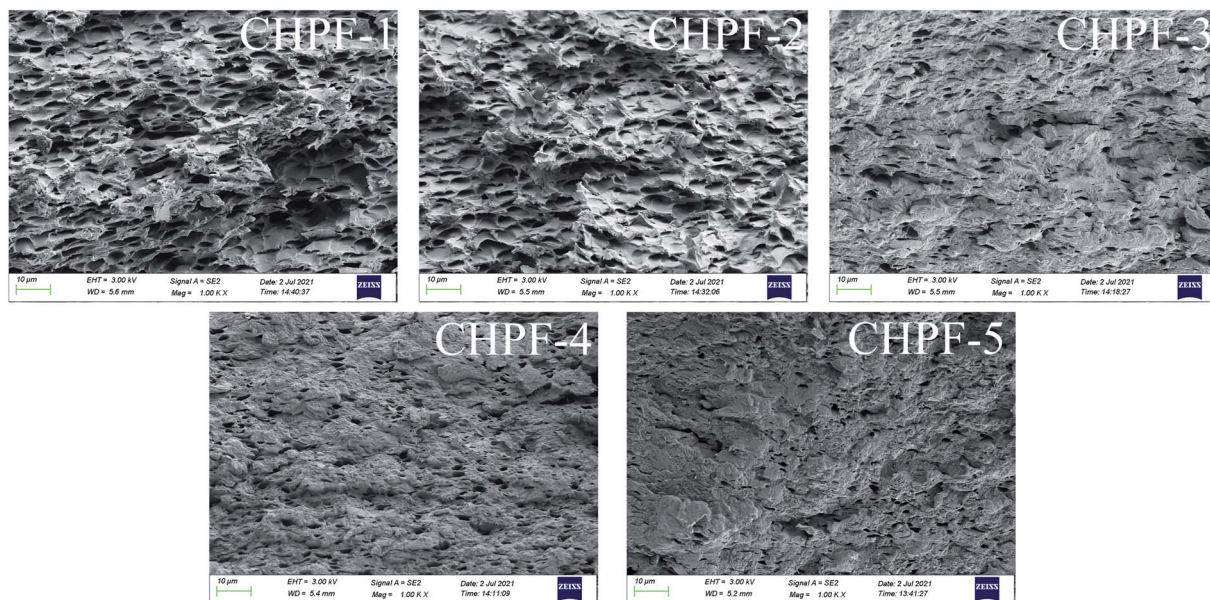 CHPF-1
10 µm
EHT = 3.00 kV
Signal A = SE2
Date: 2 Jul 2021
WD = 5.6 mm
Mag = 1.00 K X
Time: 14:40:37
ZEISS
CHPF-2
10 µm
EHT = 3.00 kV
Signal A = SE2
Date: 2 Jul 2021
WD = 5.5 mm
Mag = 1.00 K X
Time: 14:32:06
ZEISS
CHPF-3
10 µm
EHT = 3.00 kV
Signal A = SE2
Date: 2 Jul 2021
WD = 5.5 mm
Mag = 1.00 K X
Time: 14:18:27
ZEISS
CHPF-4
10 µm
EHT = 3.00 kV
Signal A = SE2
Date: 2 Jul 2021
WD = 5.4 mm
Mag = 1.00 K X
Time: 14:11:09
ZEISS
CHPF-5
10 µm
EHT = 3.00 kV
Signal A = SE2
Date: 2 Jul 2021
WD = 5.2 mm
Mag = 1.00 K X
Time: 13:41:27
ZEISS